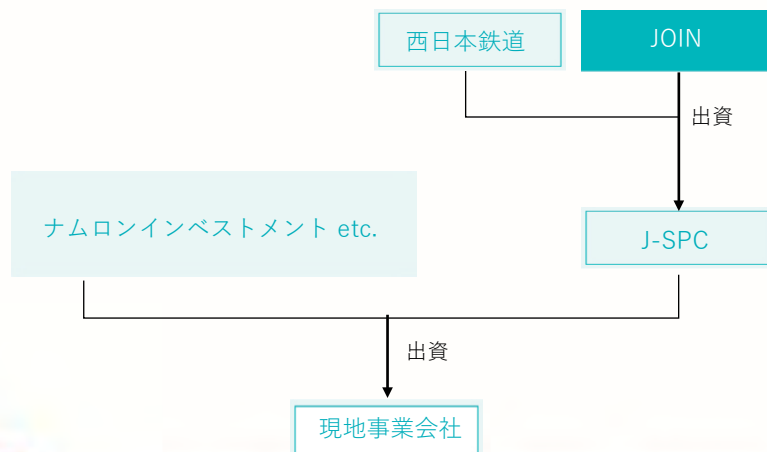 西日本鉄道
JOIN
出資
ナムロンインベストメント etc.
J-SPC
出資
現地事業会社